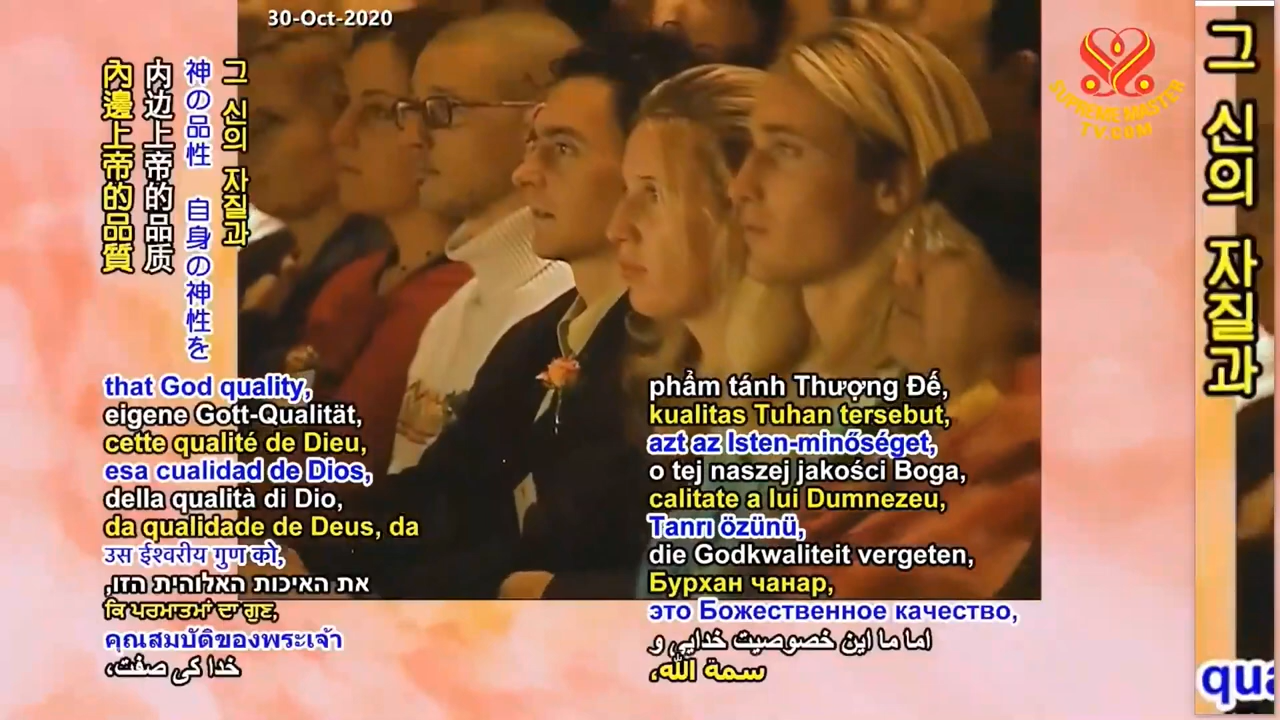 30-Oct-2020
SUPREME MASTER
TV.COM
그 신의 자질과
神の品性 自身の神性を
内边上帝的品质
內邊上帝的品質
that God quality,
eigene Gott-Qualität,
cette qualité de Dieu,
esa cualidad de Dios,
della qualità di Dio,
da qualidade de Deus, da
उस ईश्वरीय गुण को,
את האיכות האלוהית הזו,
ਕਿ ਪਰਮਾਤਮਾਂ ਦਾ ਗੁਣ,
คุณสมบัติของพระเจ้า
خدا کی صفت،
phẩm tánh Thượng Đế,
kualitas Tuhan tersebut,
azt az Isten-minőséget,
o tej naszej jakości Boga,
calitate a lui Dumnezeu,
Tanrı özünü,
die Godkwaliteit vergeten,
Бурхан чанар,
это Божественное качество,
اما ما این خصوصیت خدایی و
سمة الله،
그 신의 자질과
qua